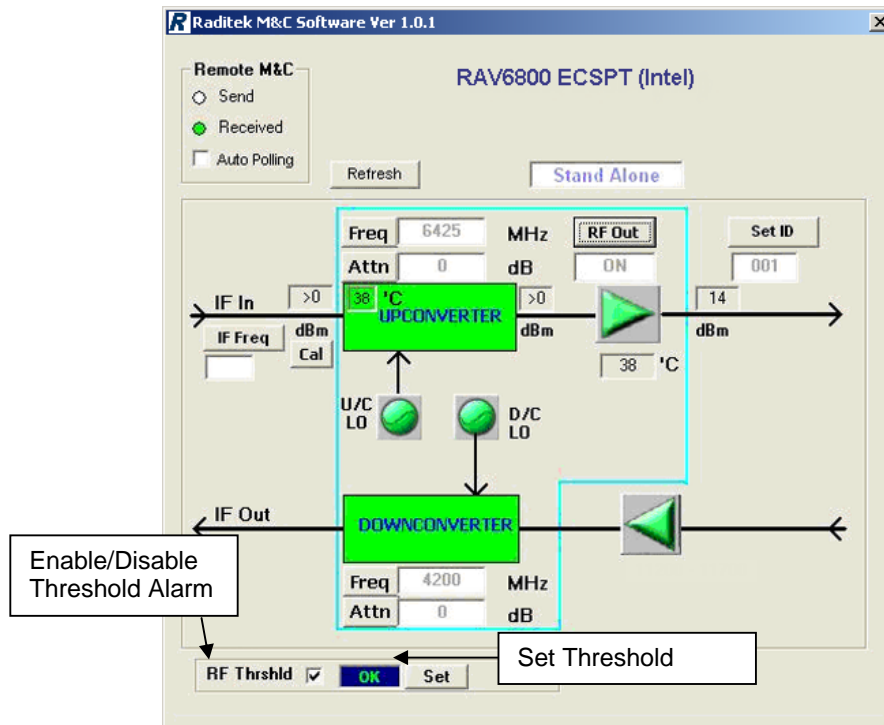 Raditek M&C Software Ver 1.0.1
Remote M&C
Send
Received
Auto Polling
RAV6800 ECSPT (Intel)
Refresh
Stand Alone
Freq 6425 MHz
RF Out
Set ID
Attn 0 dB
ON
001
IF In
>0
dBm
38 'C
UPCONVERTER
>0
dBm
14
dBm
IF Freq
Cal
38 'C
U/C
LO
D/C
LO
IF Out
DOWNCONVERTER
Freq 4200 MHz
Attn 0 dB
Enable/Disable
Threshold Alarm
Set Threshold
RF Thrshld
OK
Set